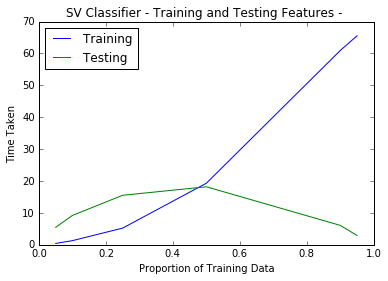 SV Classifier - Training and Testing Features -
70
60
50
40
30
20
10
0
Time Taken
Training
Testing
0.0 0.2 0.4 0.6 0.8 1.0
Proportion of Training Data